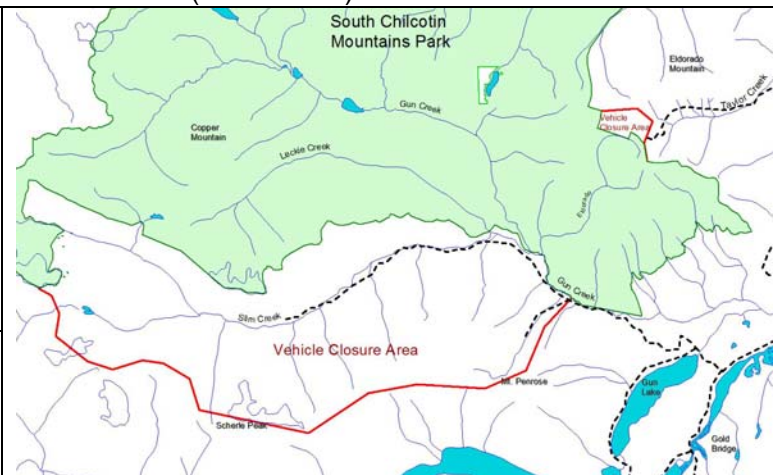 South Chilcotin
Mountains Park
Eldorado
Mountain
Taylor Creek
Gun Creek
Vehicle
Closure Area
Copper
Mountain
Leckie Creek
Eldorado
Gun Creek
Slim Creek
Vehicle Closure Area
Mt. Penrose
Gun
Lake
Scherle Peak
Gold
Bridge